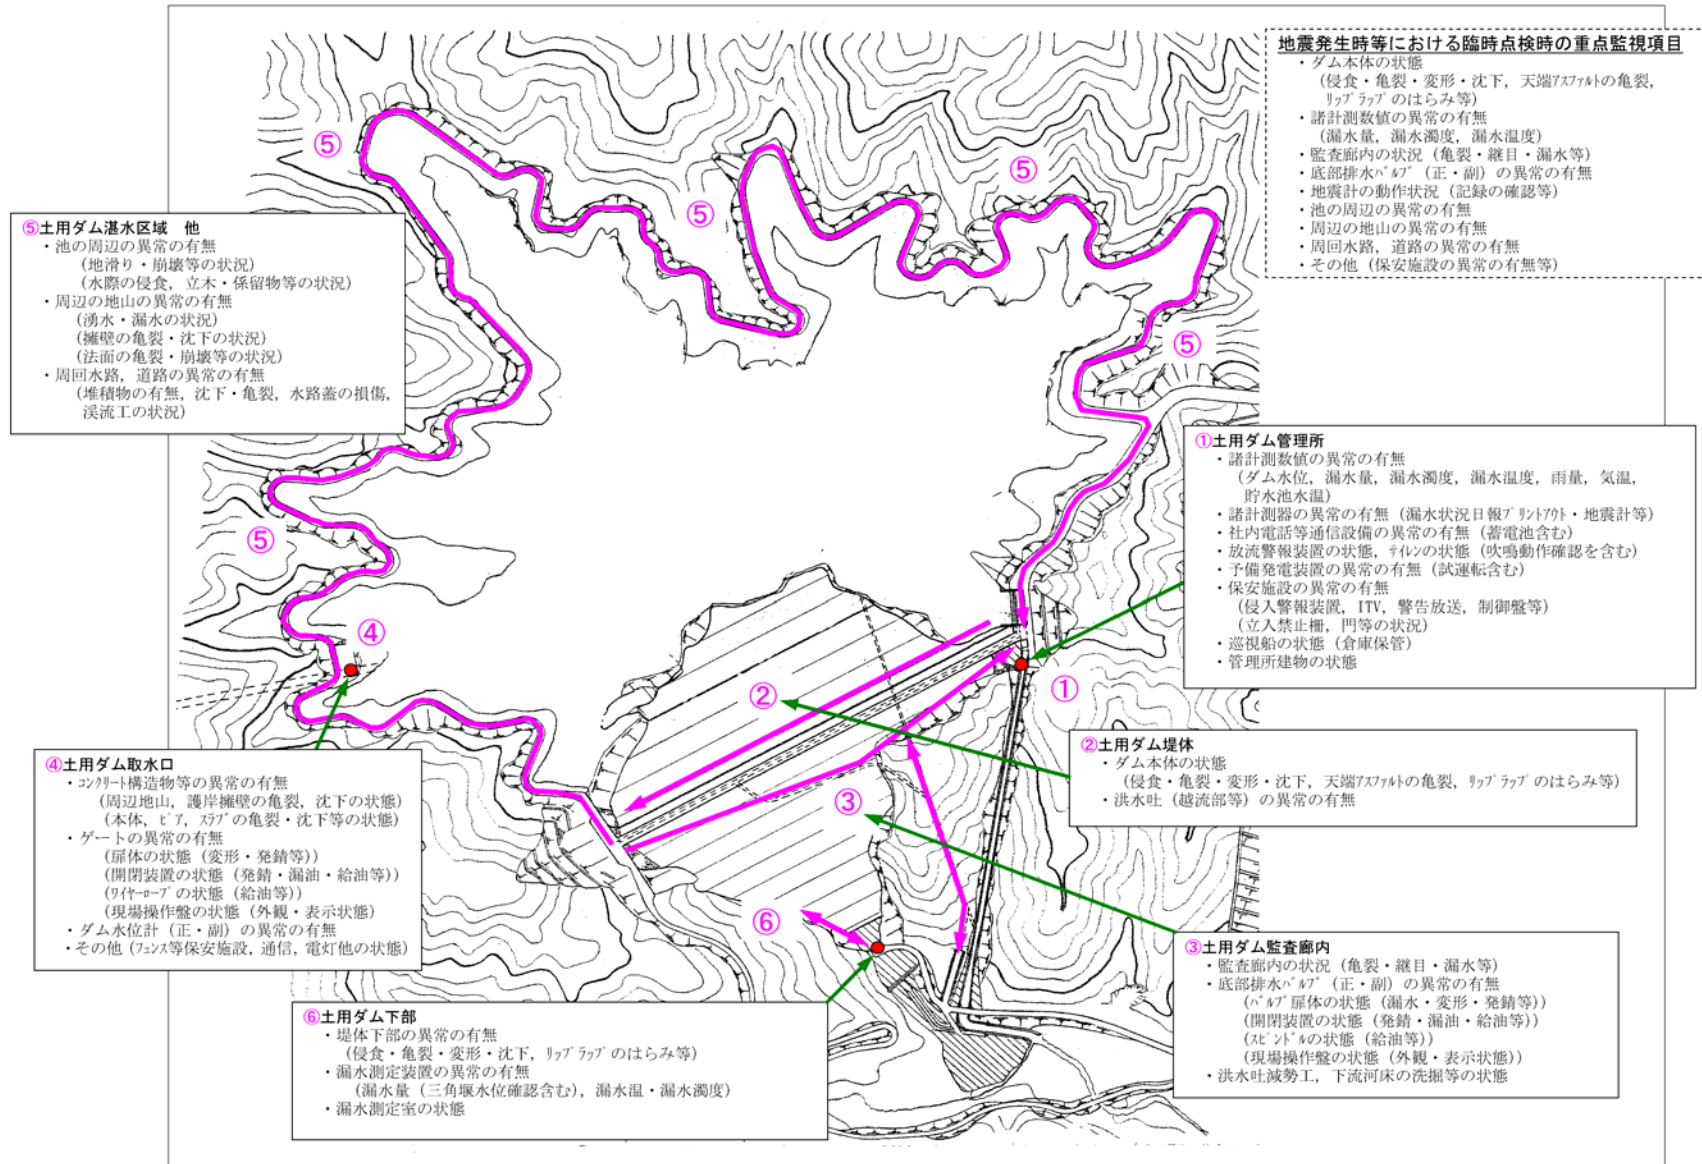 地震発生時等における臨時点検時の重点監視項目
・ダム本体の状態
(侵食・亀裂・変形・沈下，天端ｱｽﾌｧﾙﾄの亀裂，
ﾘｯﾌﾟﾗｯﾌﾟのはらみ等)
・諸計測数値の異常の有無
(漏水量，漏水濁度，漏水温度)
・監査廊内の状況（亀裂・継目・漏水等)
・底部排水ﾊﾞﾙﾌﾞ（正・副）の異常の有無
・地震計の動作状況（記録の確認等)
・池の周辺の異常の有無
・周辺の地山の異常の有無
・周回水路，道路の異常の有無
・その他（保安施設の異常の有無等)
⑤
⑤
⑤
⑤
⑤
⑤土用ダム湛水区域　他
・池の周辺の異常の有無
(地滑り・崩壊等の状況)
(水際の侵食，立木・係留物等の状況)
・周辺の地山の異常の有無
(湧水・漏水の状況)
(擁壁の亀裂・沈下の状況)
(法面の亀裂・崩壊等の状況)
・周回水路，道路の異常の有無
(堆積物の有無，沈下・亀裂，水路蓋の損傷，
渓流工の状況)
①土用ダム管理所
・諸計測数値の異常の有無
(ダム水位，漏水量，漏水濁度，漏水温度，雨量，気温，
貯水池水温)
・諸計測器の異常の有無（漏水状況日報ﾌﾟﾘﾝﾄｱｳﾄ・地震計等)
・社内電話等通信設備の異常の有無（蓄電池含む)
・放流警報装置の状態，ｻｲﾚﾝの状態（吹鳴動作確認を含む)
・予備発電装置の異常の有無（試運転含む)
・保安施設の異常の有無
(侵入警報装置，ITV，警告放送，制御盤等)
(立入禁止柵，門等の状況)
・巡視船の状態（倉庫保管)
・管理所建物の状態
④
①
②
③
⑥
②土用ダム堤体
・ダム本体の状態
(侵食・亀裂・変形・沈下，天端ｱｽﾌｧﾙﾄの亀裂，ﾘｯﾌﾟﾗｯﾌﾟのはらみ等)
・洪水吐（越流部等）の異常の有無
④土用ダム取水口
・ｺﾝｸﾘｰﾄ構造物等の異常の有無
(周辺地山，護岸擁壁の亀裂，沈下の状態)
(本体，ﾋﾟｱ，ｽﾗﾌﾞの亀裂・沈下等の状態)
・ゲートの異常の有無
(扉体の状態（変形・発錆等))
(開閉装置の状態（発錆・漏油・給油等))
(ﾜｲﾔｰﾛｰﾌﾟの状態（給油等))
(現場操作盤の状態（外観・表示状態)
・ダム水位計（正・副）の異常の有無
・その他（ﾌｪﾝｽ等保安施設，通信，電灯他の状態)
③土用ダム監査廊内
・監査廊内の状況（亀裂・継目・漏水等)
・底部排水ﾊﾞﾙﾌﾞ（正・副）の異常の有無
(ﾊﾞﾙﾌﾞ扉体の状態（漏水・変形・発錆等))
(開閉装置の状態（発錆・漏油・給油等))
(ｽﾋﾟﾝﾄﾞﾙの状態（給油等))
(現場操作盤の状態（外観・表示状態))
・洪水吐減勢工，下流河床の洗掘等の状態
⑥土用ダム下部
・堤体下部の異常の有無
(侵食・亀裂・変形・沈下，ﾘｯﾌﾟﾗｯﾌﾟのはらみ等)
・漏水測定装置の異常の有無
(漏水量（三角堰水位確認含む)，漏水温・漏水濁度)
・漏水測定室の状態